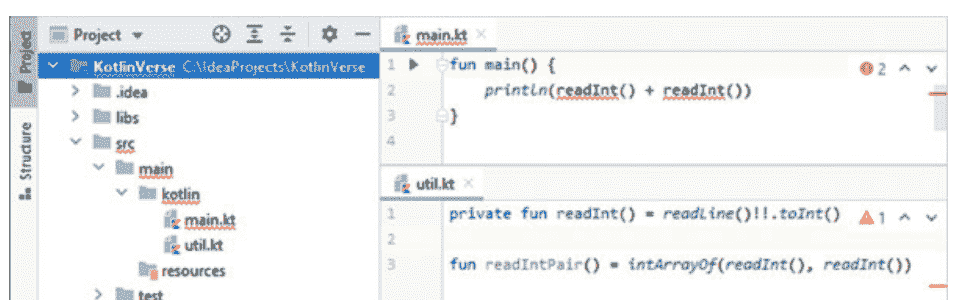 Project
Project
Structure
KotlinVerse C:\IdeaProjects\KotlinVerse
.idea
libs
src
main
kotlin
main.kt
util.kt
resources
test
main.kt
1 fun main() {
2 println(readInt() + readInt())
3 }
4
2
util.kt
1 private fun readInt() = readLine()!!.toInt()
2
3 fun readIntPair() = intArrayOf(readInt(), readInt())
1